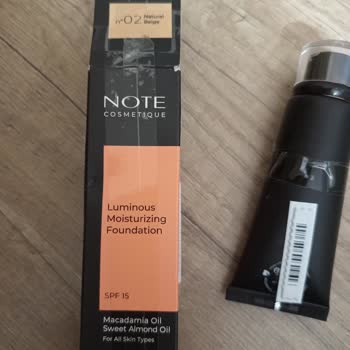 n°02 Natural
Beige
NOTE
COSMETIQUE
Luminous
Moisturizing
Foundation
SPF 15
Macadamia Oil
Sweet Almond Oil
For All Skin Types